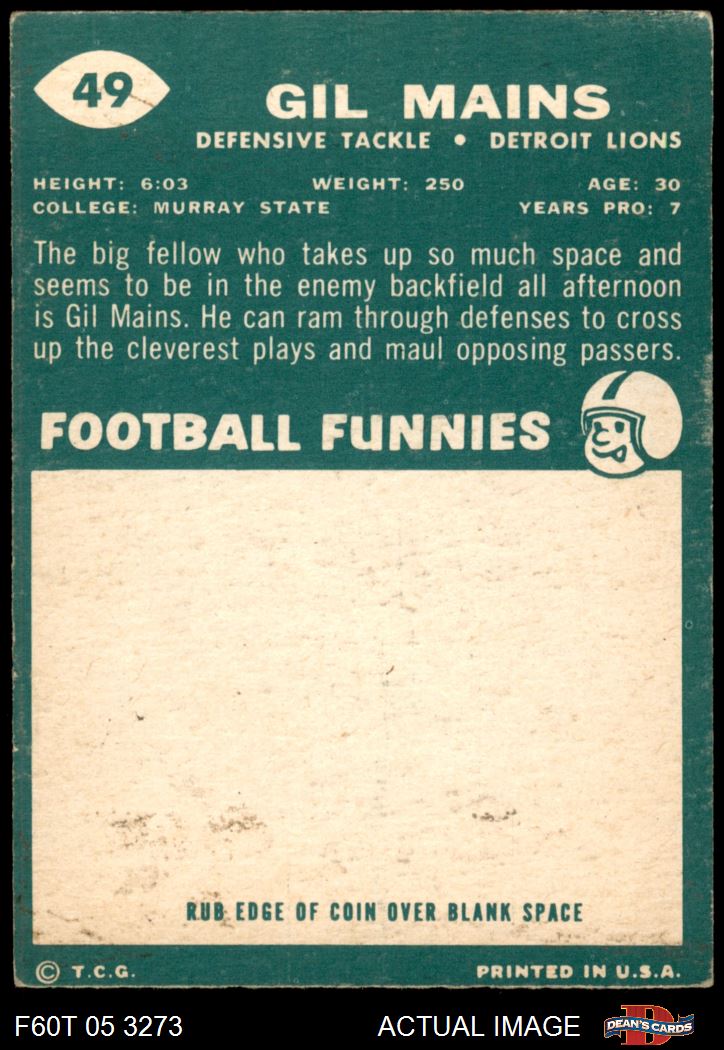 49
GIL MAINS
DEFENSIVE TACKLE • DETROIT LIONS
HEIGHT: 6:03 WEIGHT: 250 AGE: 30
COLLEGE: MURRAY STATE YEARS PRO: 7
The big fellow who takes up so much space and
seems to be in the enemy backfield all afternoon
is Gil Mains. He can ram through defenses to cross
up the cleverest plays and maul opposing passers.
FOOTBALL FUNNIES
RUB EDGE OF COIN OVER BLANK SPACE
© T.C.G. PRINTED IN U.S.A.
F60T 05 3273 ACTUAL IMAGE D DEAN'S CARDS